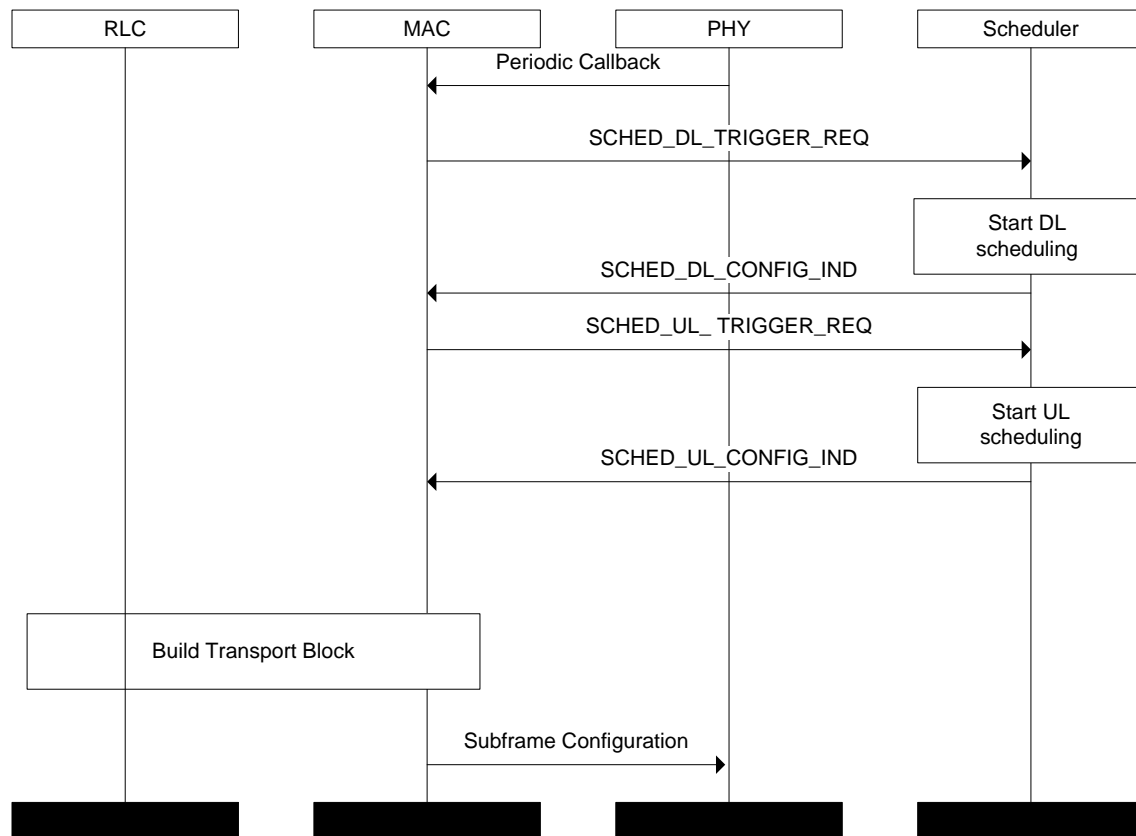 RLC
MAC
PHY
Scheduler
Periodic Callback
SCHED_DL_TRIGGER_REQ
Start DL
scheduling
SCHED_DL_CONFIG_IND
SCHED_UL_ TRIGGER_REQ
Start UL
scheduling
SCHED_UL_CONFIG_IND
Build Transport Block
Subframe Configuration